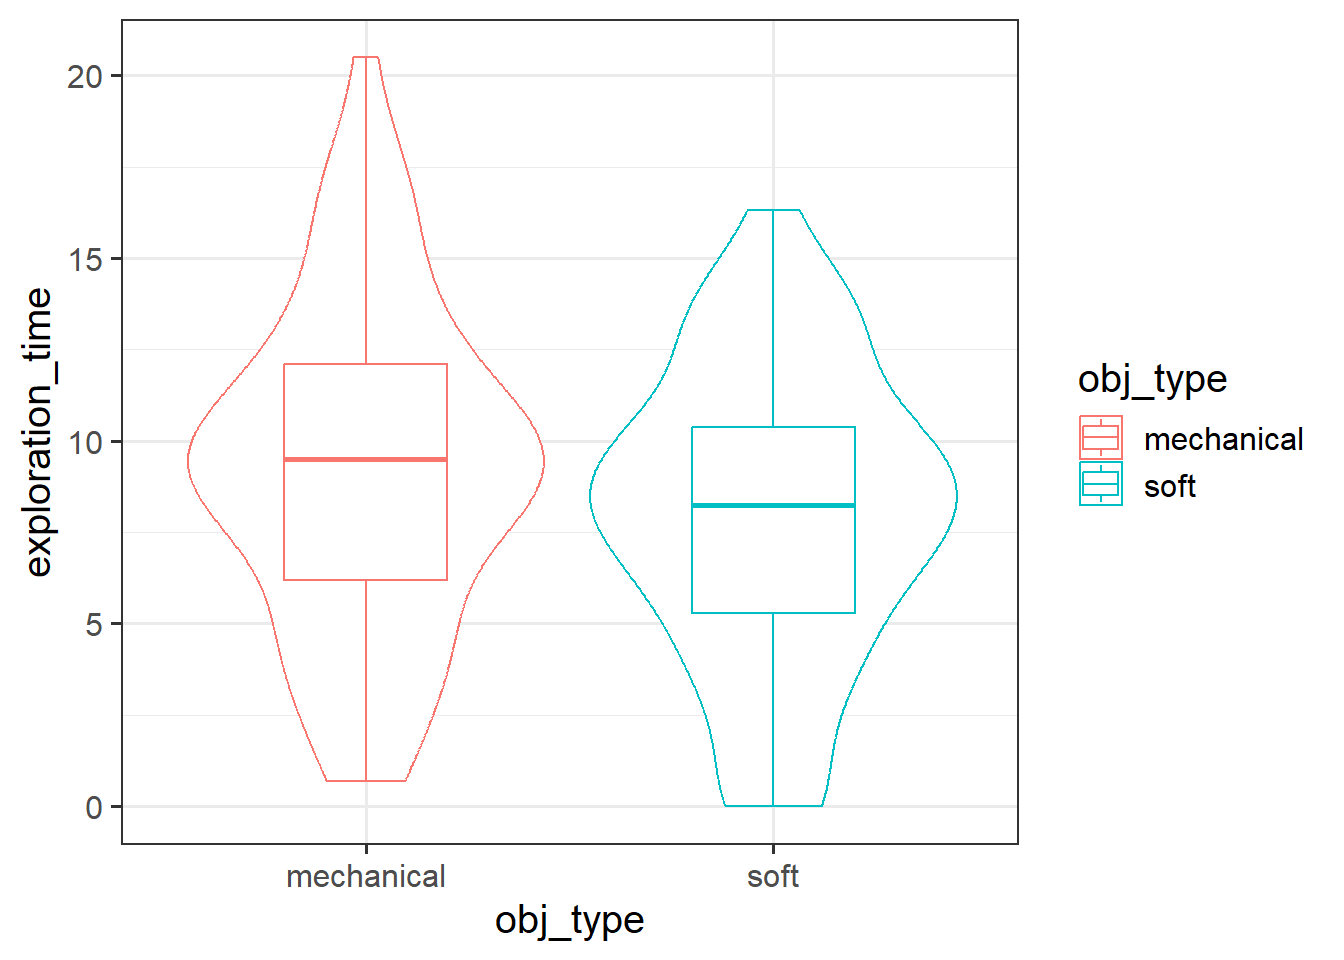 20
15
10
5
0
exploration_time
mechanical
soft
obj_type
obj_type
mechanical
soft